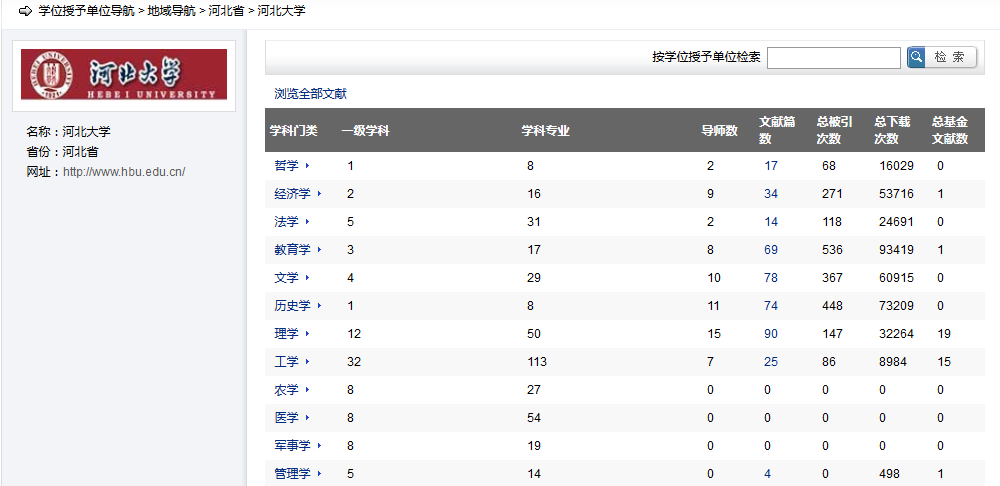 学位授予单位导航 > 地域导航 > 河北省 > 河北大学
河北大学
HEBEI UNIVERSITY
名称：河北大学
省份：河北省
网址：http://www.hbu.edu.cn/
按学位授予单位检索 检 索
浏览全部文献
学科门类 一级学科 学科专业 导师数 文献篇数 总被引次数 总下载次数 总基金文献数
哲学 1 8 2 17 68 16029 0
经济学 2 16 9 34 271 53716 1
法学 5 31 2 14 118 24691 0
教育学 3 17 8 69 536 93419 1
文学 4 29 10 78 367 60915 0
历史学 1 8 11 74 448 73209 0
理学 12 50 15 90 147 32264 19
工学 32 113 7 25 86 8984 15
农学 8 27 0 0 0 0 0
医学 8 54 0 0 0 0 0
军事学 8 19 0 0 0 0 0
管理学 5 14 0 4 0 498 1